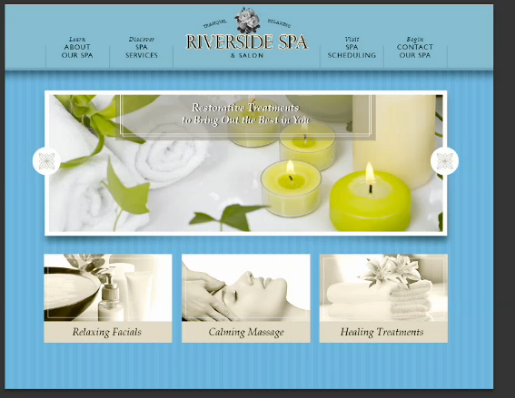 TRANQUIL RELAXING
Learn
ABOUT
OUR SPA
Discover
SPA
SERVICES
RIVERSIDE SPA
& SALON
Visit
SPA
SCHEDULING
Begin
CONTACT
OUR SPA
Restorative Treatments
to Bring Out the Best in You
Relaxing Facials
Calming Massage
Healing Treatments